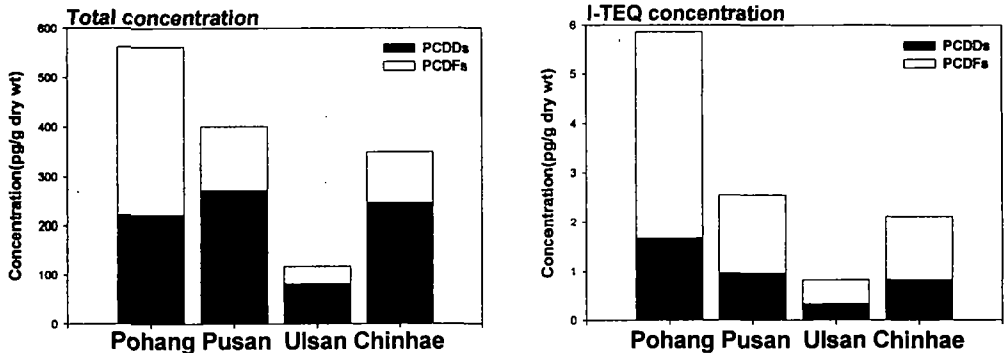 Total concentration
600
500
400
300
200
100
0
Concentration(pg/g dry wt)
PCDDs
PCDFs
Pohang Pusan Ulsan Chinhae
I-TEQ concentration
6
5
4
3
2
1
0
Concentration(pg/g dry wt)
PCDDs
PCDFs
Pohang Pusan Ulsan Chinhae